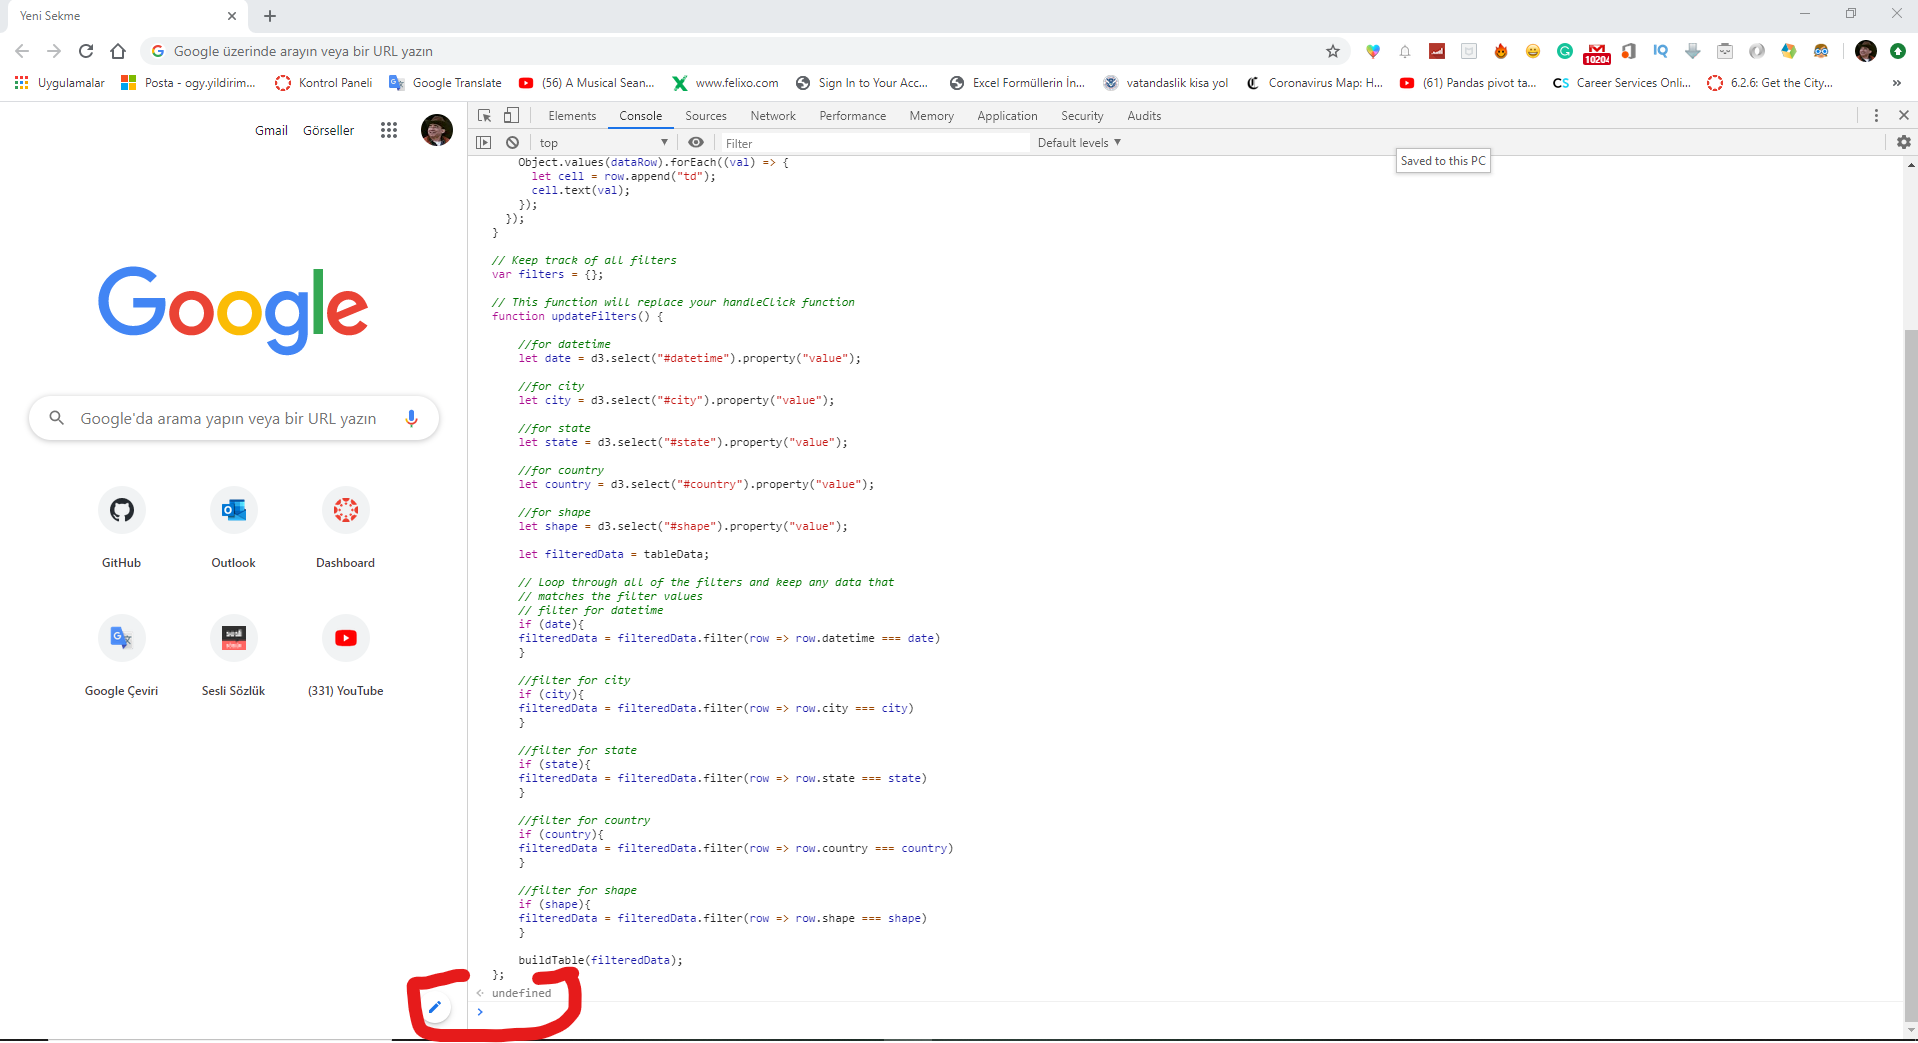 Yeni Sekme
Google üzerinde arayın veya bir URL yazın
10204
Uygulamalar
Posta - ogy.yildirim...
Kontrol Paneli
Google Translate
(56) A Musical Sean...
www.felixo.com
Sign In to Your Acc...
Excel Formüllerin İn...
vatandaslik kisa yol
Coronavirus Map: H...
(61) Pandas pivot ta...
CS Career Services Onli...
6.2.6: Get the City...
»
Gmail
Görseller
Google
Google'da arama yapın veya bir URL yazın
GitHub
Outlook
Dashboard
Google Çeviri
Sesli Sözlük
(331) YouTube
Elements
Console
Sources
Network
Performance
Memory
Application
Security
Audits
top
Filter
Default levels
Saved to this PC
Object.values(dataRow).forEach((val) => {
let cell = row.append("td");
cell.text(val);
});
});
}
// Keep track of all filters
var filters = {};
// This function will replace your handleClick function
function updateFilters() {
//for datetime
let date = d3.select("#datetime").property("value");
//for city
let city = d3.select("#city").property("value");
//for state
let state = d3.select("#state").property("value");
//for country
let country = d3.select("#country").property("value");
//for shape
let shape = d3.select("#shape").property("value");
let filteredData = tableData;
// Loop through all of the filters and keep any data that
// matches the filter values
// filter for datetime
if (date){
filteredData = filteredData.filter(row => row.datetime === date)
}
//filter for city
if (city){
filteredData = filteredData.filter(row => row.city === city)
}
//filter for state
if (state){
filteredData = filteredData.filter(row => row.state === state)
}
//filter for country
if (country){
filteredData = filteredData.filter(row => row.country === country)
}
//filter for shape
if (shape){
filteredData = filteredData.filter(row => row.shape === shape)
}
buildTable(filteredData);
};
undefined